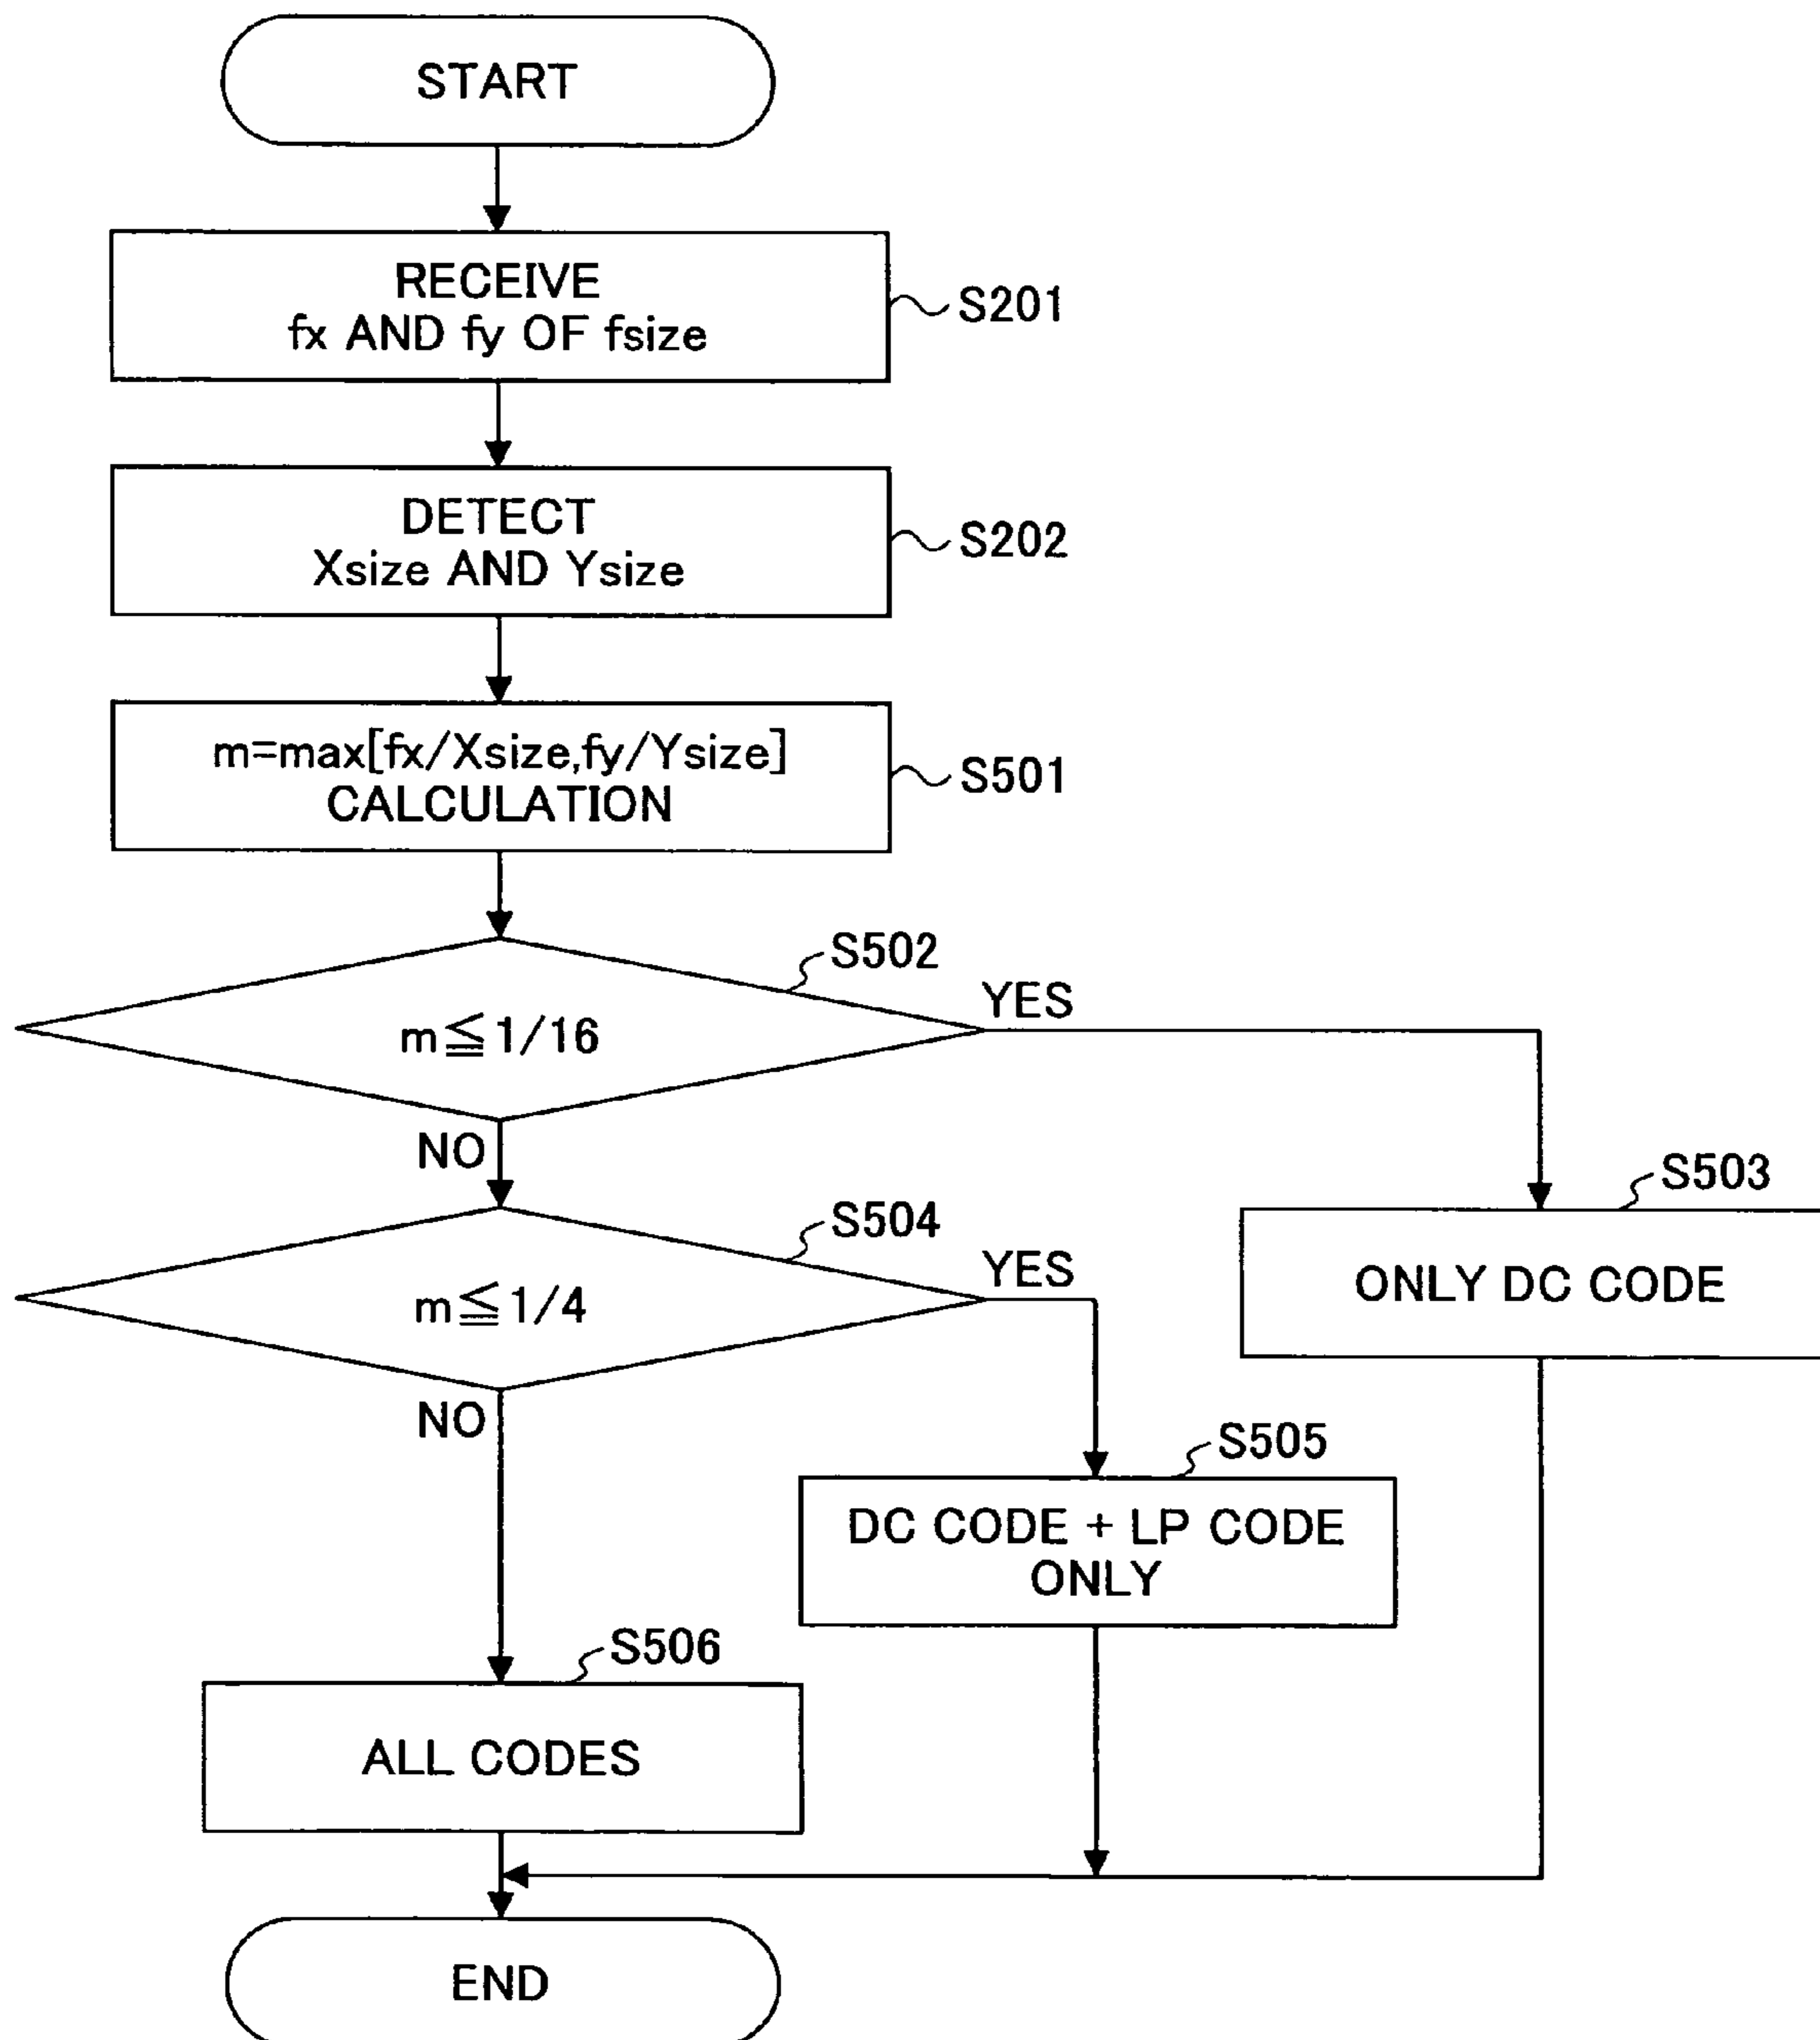 START
RECEIVE
fx AND fy OF fsize
S201
DETECT
Xsize AND Ysize
S202
m=max[fx/Xsize,fy/Ysize]
CALCULATION
S501
S502
m≦1/16
YES
NO
S503
ONLY DC CODE
S504
m≦1/4
YES
NO
S505
DC CODE + LP CODE
ONLY
S506
ALL CODES
END